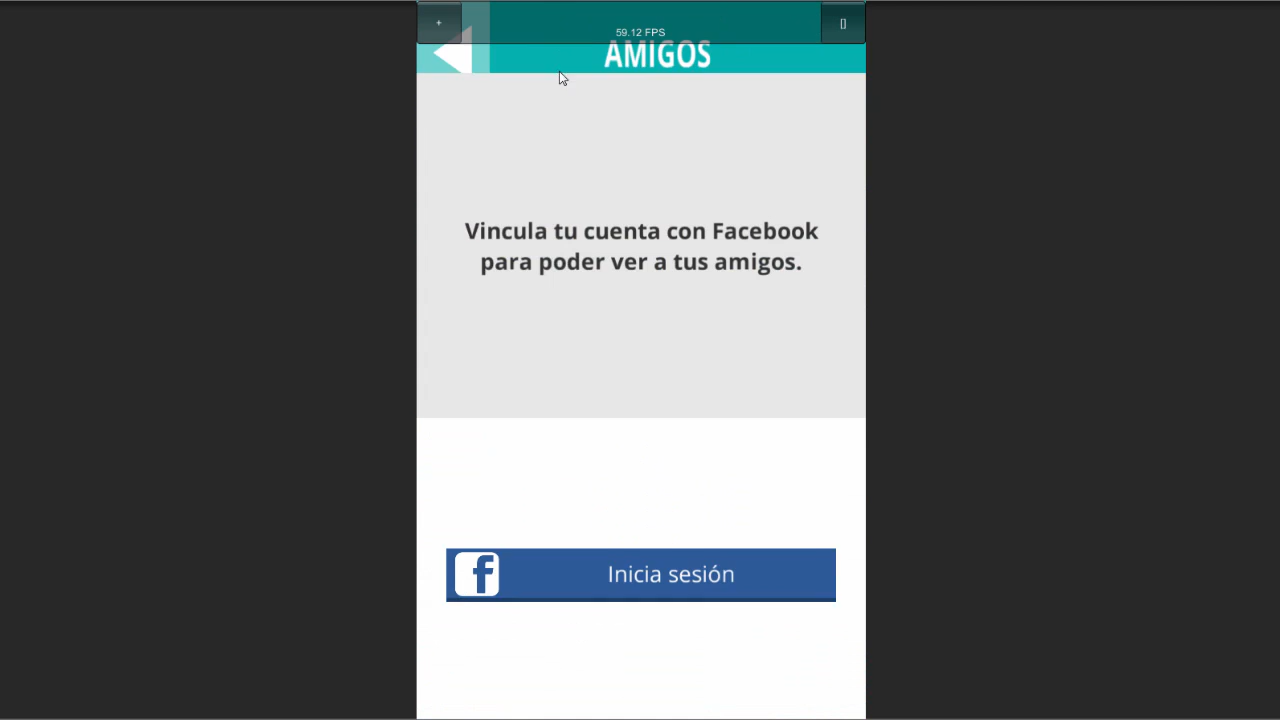 +
59.12 FPS
[]
AMIGOS
Vincula tu cuenta con Facebook
para poder ver a tus amigos.
f
Inicia sesión